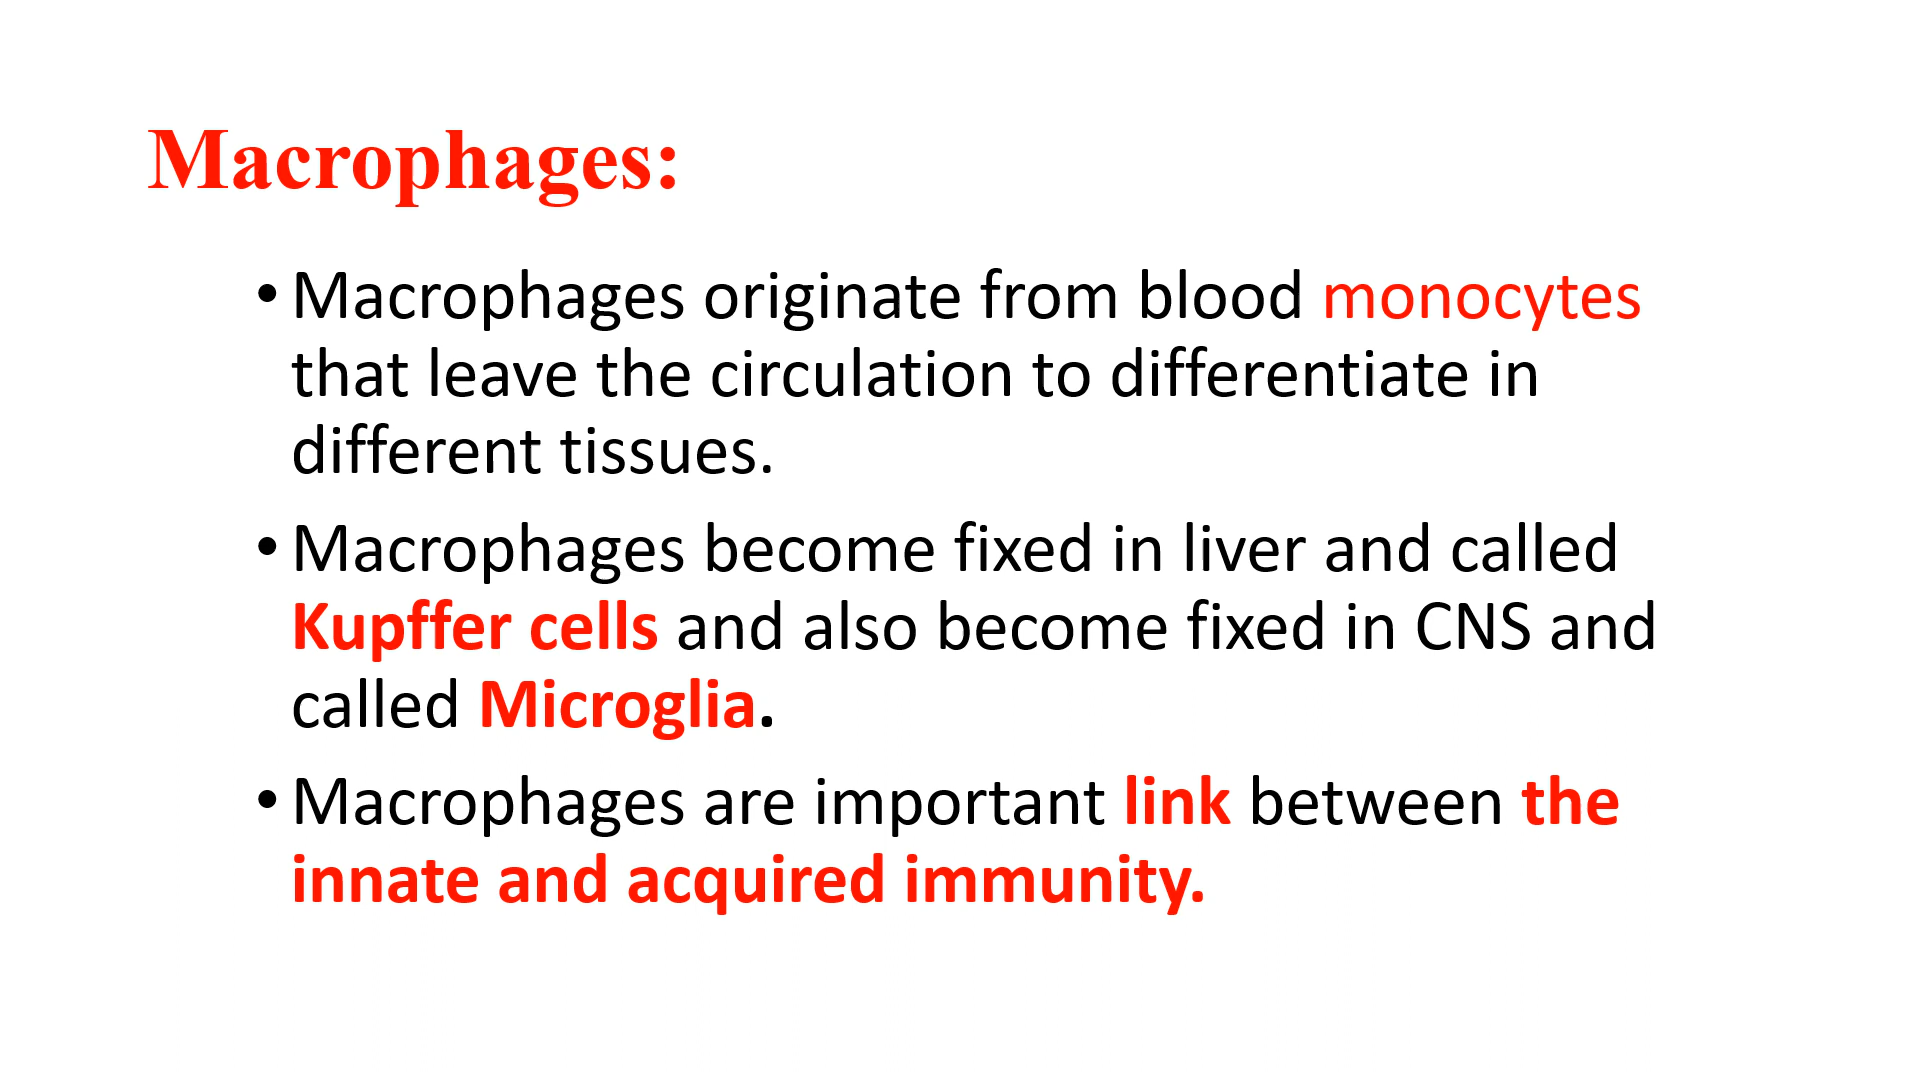 Macrophages:
• Macrophages originate from blood monocytes
that leave the circulation to differentiate in
different tissues.
• Macrophages become fixed in liver and called
Kupffer cells and also become fixed in CNS and
called Microglia.
• Macrophages are important link between the
innate and acquired immunity.